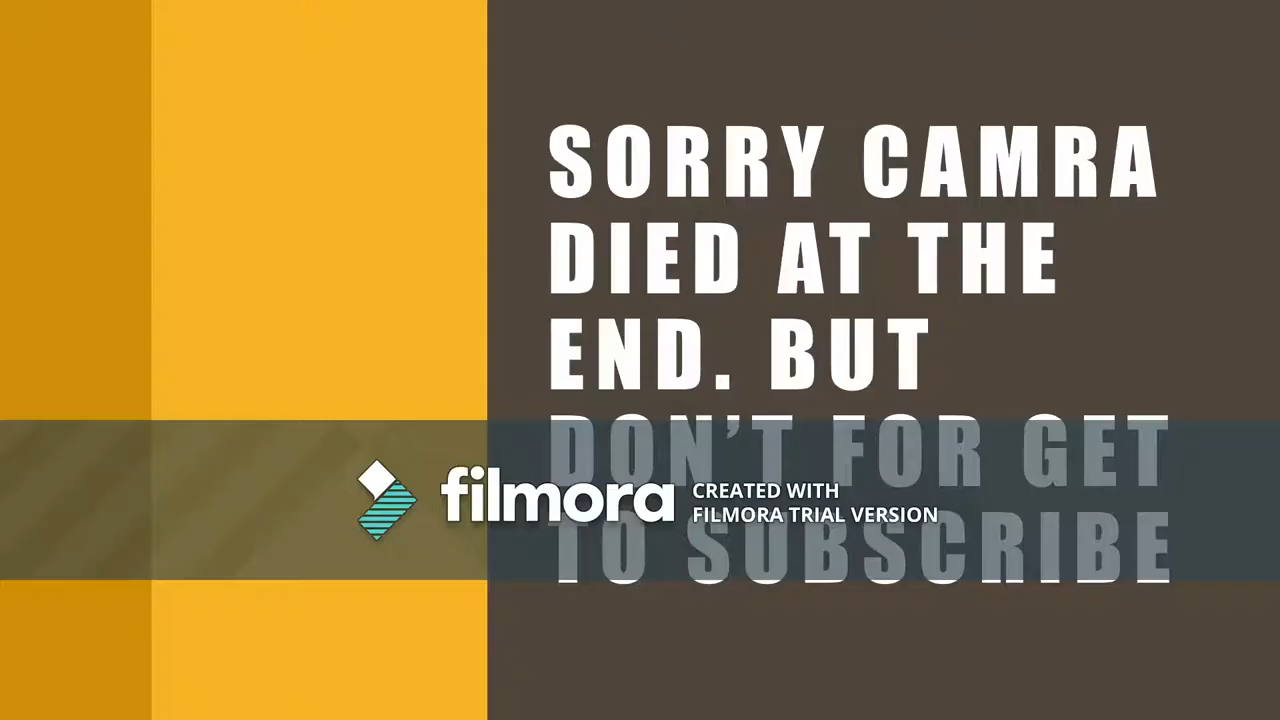 SORRY CAMRA
DIED AT THE
END. BUT
DON'T FOR GET
TO SUBSCRIBE
filmora
CREATED WITH
FILMORA TRIAL VERSION